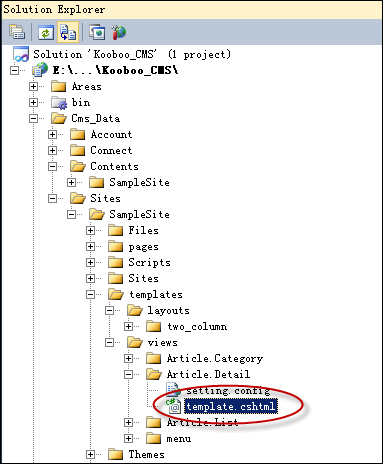 Solution Explorer
Solution 'Kooboo_CMS' (1 project)
E:\...\Kooboo_CMS\
Areas
bin
Cms_Data
Account
Connect
Contents
SampleSite
Sites
SampleSite
Files
pages
Scripts
Sites
templates
layouts
two_column
views
Article.Category
Article.Detail
setting.config
template.cshtml
Article.List
menu
Themes